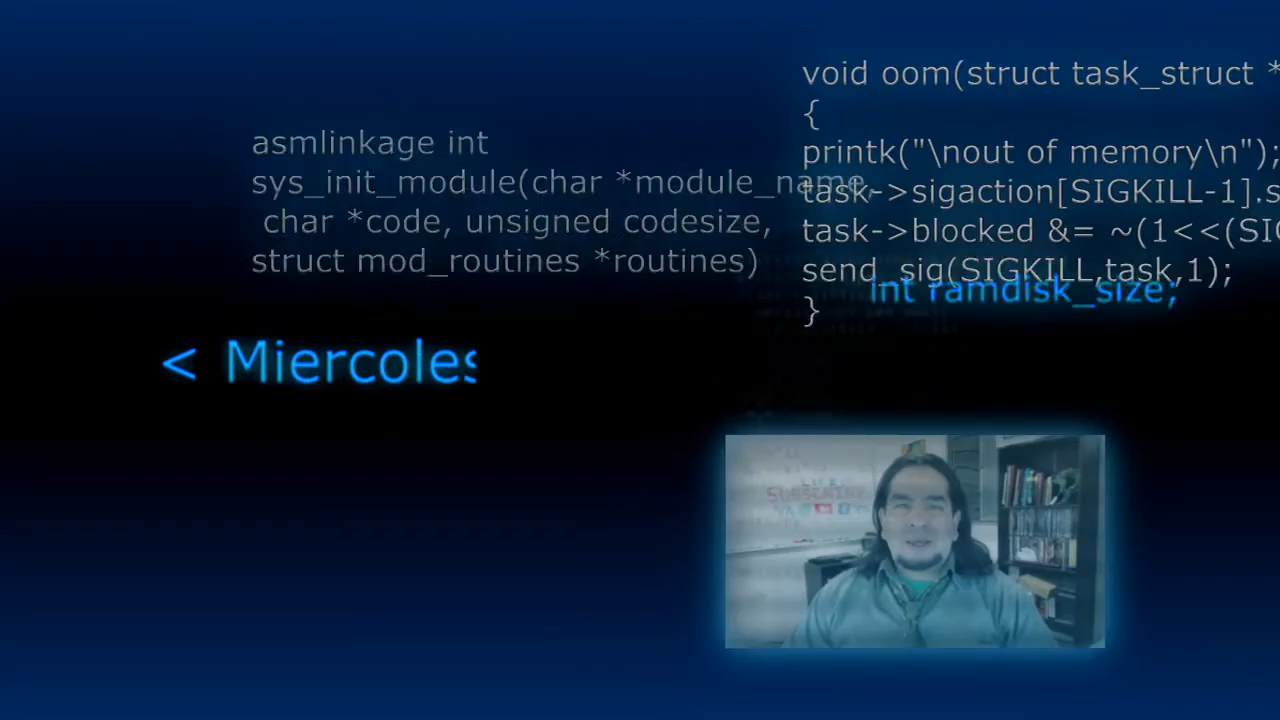 void oom(struct task_struct *
{
printk("\nout of memory\n");
task->sigaction[SIGKILL-1].s
task->blocked &= ~(1<<(SIG
send_sig(SIGKILL,task,1);
}
asmlinkage int
sys_init_module(char *module_name,
char *code, unsigned codesize,
struct mod_routines *routines)
int ramdisk_size;
< Miercoles
SUBSCRIBE